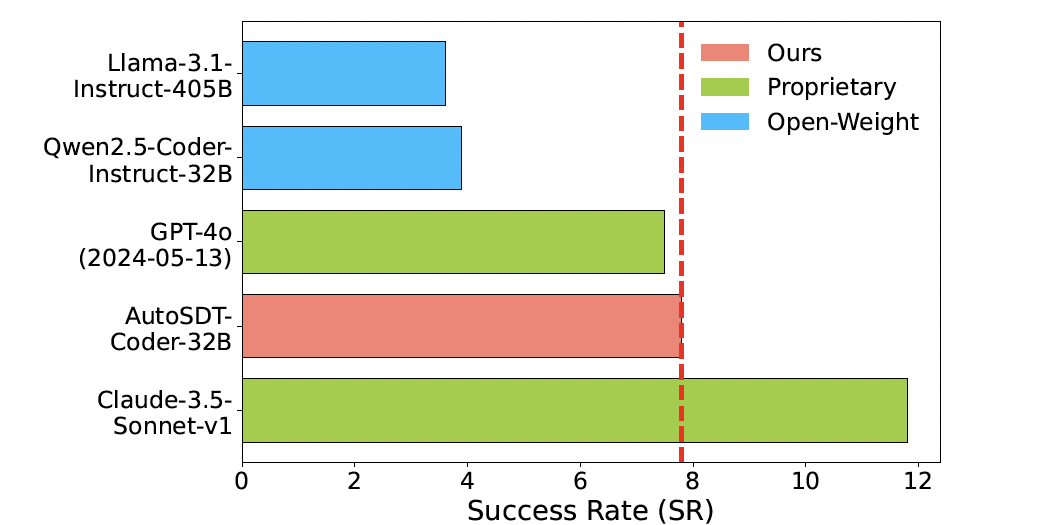 Llama-3.1-
Instruct-405B
Qwen2.5-Coder-
Instruct-32B
GPT-4o
(2024-05-13)
AutoSDT-
Coder-32B
Claude-3.5-
Sonnet-v1
Ours
Proprietary
Open-Weight
0 2 4 6 8 10 12
Success Rate (SR)